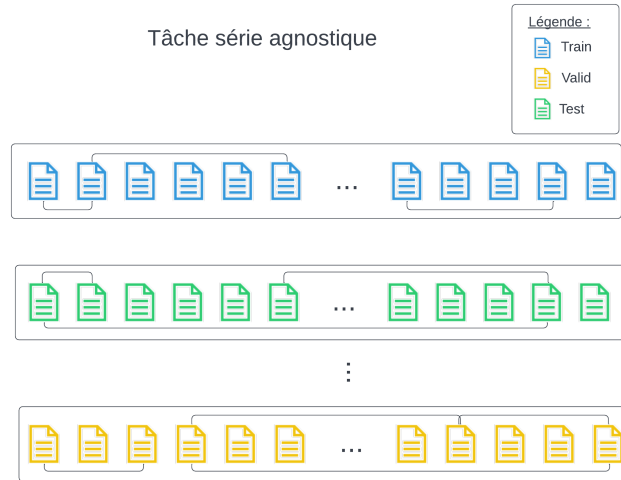 Tâche série agnostique
Légende :
Train
Valid
Test
...
...
...